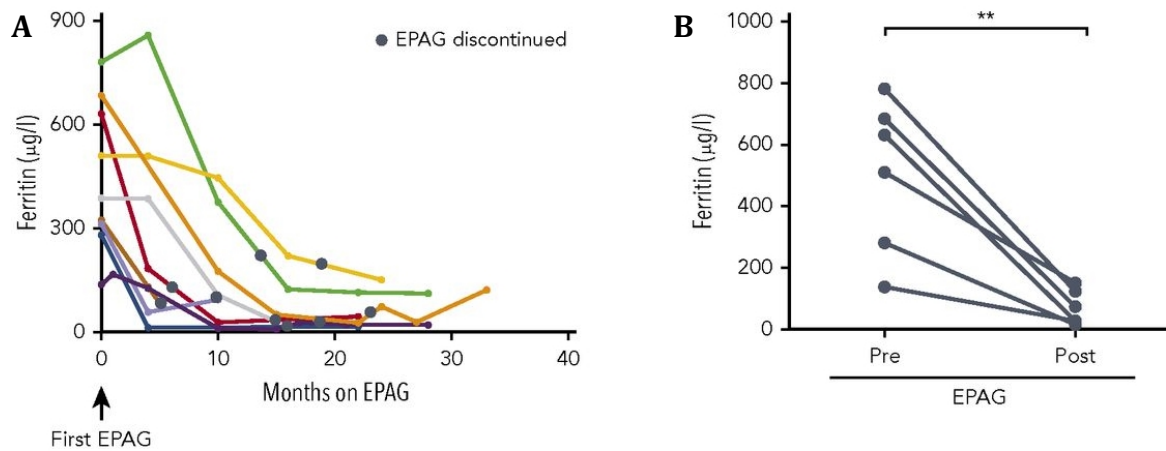 A
900
600
300
0
Ferritin (µg/l)
EPAG discontinued
0 10 20 30 40
Months on EPAG
First EPAG
B
**
1000
800
600
400
200
0
Ferritin (µg/l)
Pre Post
EPAG